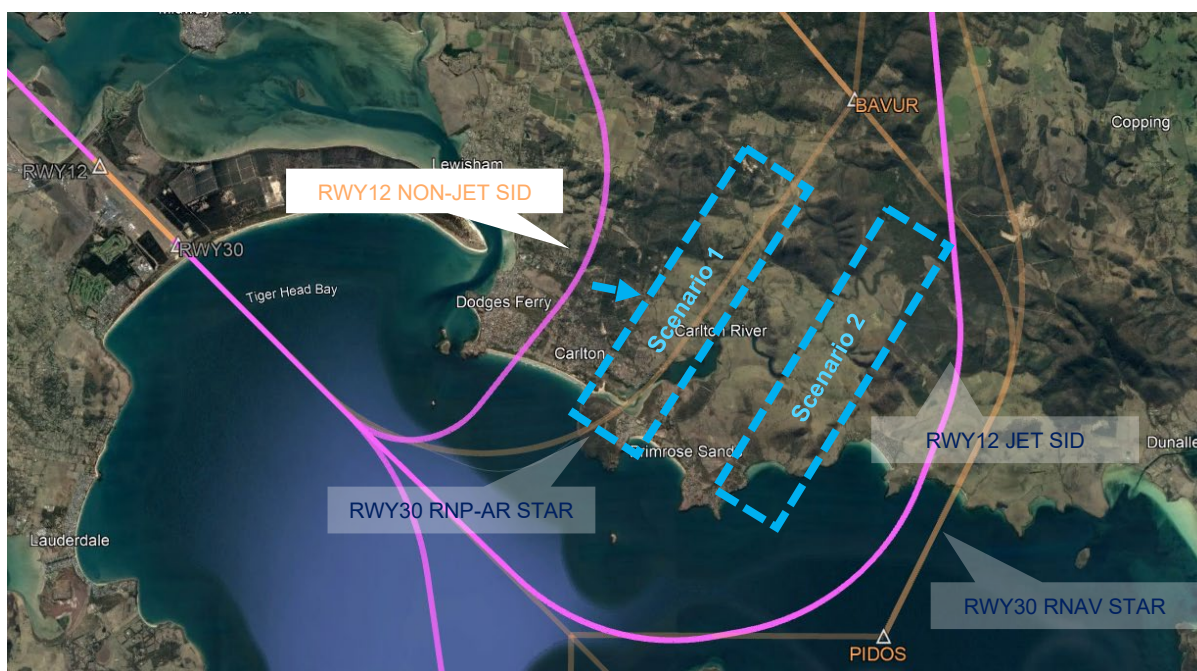 BAVUR
Copping
RWY12
Lewisham
RWY12 NON-JET SID
RWY30
Tiger Head Bay
Dodges Ferry
Scenario 1
Carlton River
Carlton
Scenario 2
RWY12 JET SID
Dunalle
Primrose Sands
RWY30 RNP-AR STAR
Lauderdale
RWY30 RNAV STAR
PIDOS